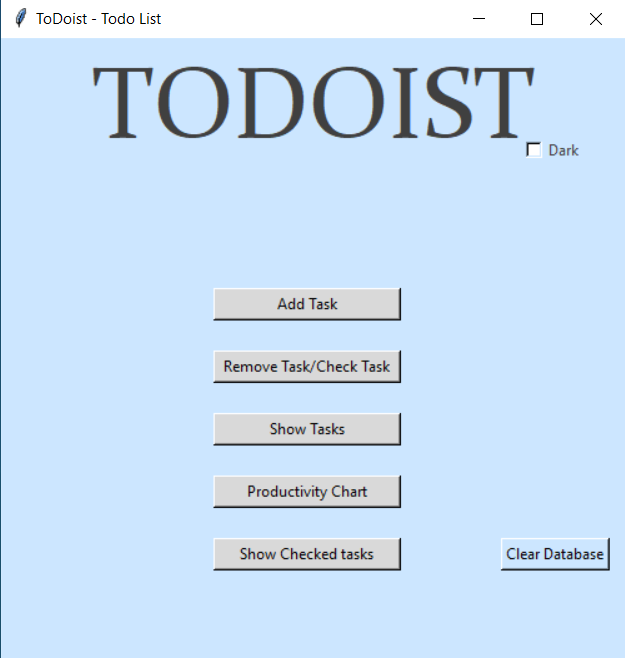 ToDoist - Todo List
TODOIST
Dark
Add Task
Remove Task/Check Task
Show Tasks
Productivity Chart
Show Checked tasks
Clear Database